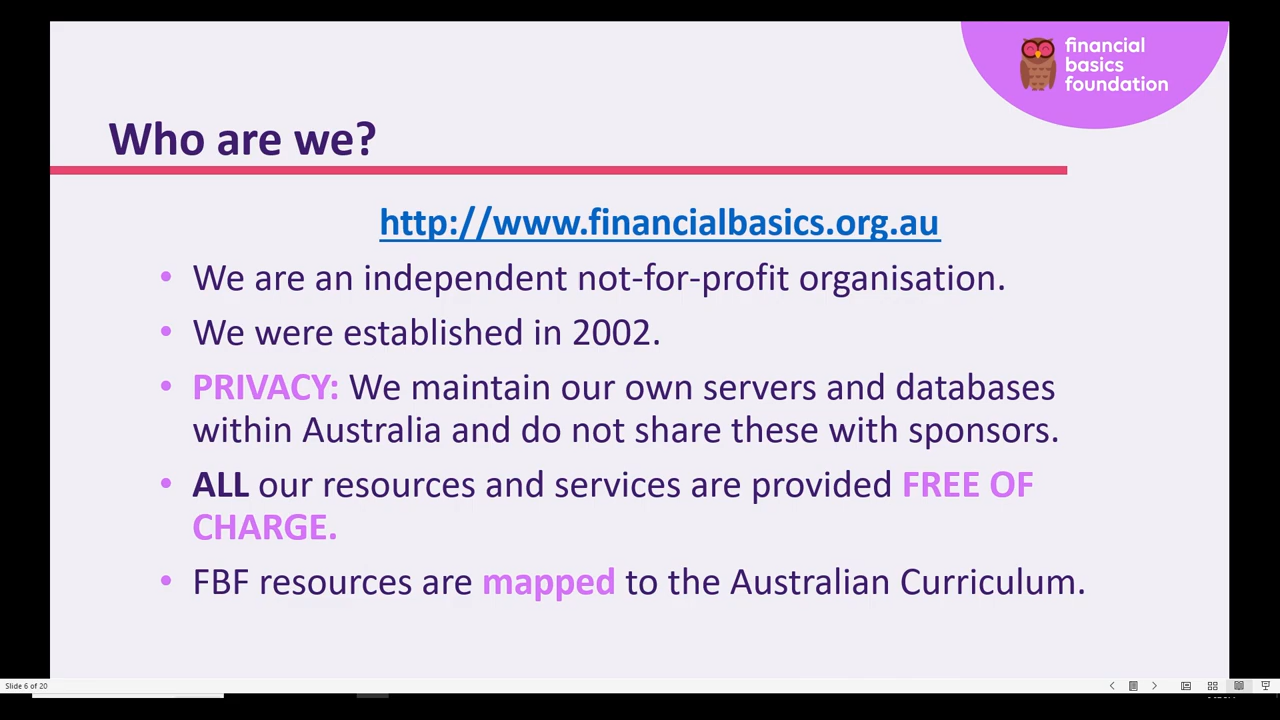 financial
basics
foundation
Who are we?
http://www.financialbasics.org.au
• We are an independent not-for-profit organisation.
• We were established in 2002.
• PRIVACY: We maintain our own servers and databases
within Australia and do not share these with sponsors.
• ALL our resources and services are provided FREE OF
CHARGE.
• FBF resources are mapped to the Australian Curriculum.
Slide 6 of 20